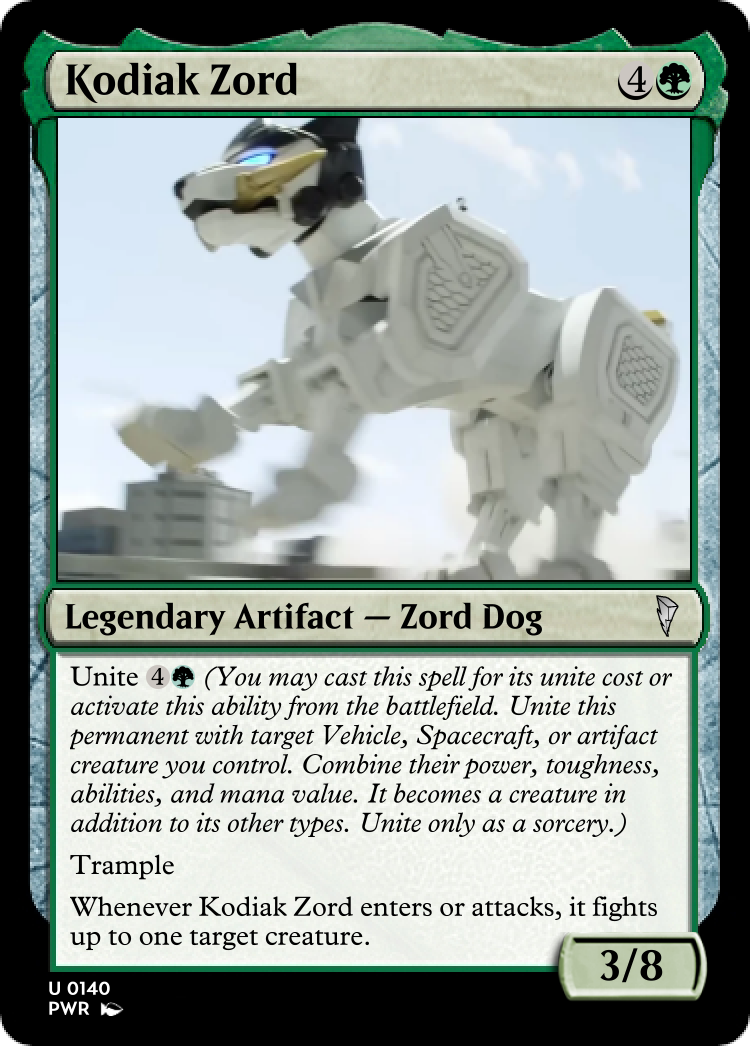 Kodiak Zord
4
Legendary Artifact — Zord Dog
Unite 4 (You may cast this spell for its unite cost or
activate this ability from the battlefield. Unite this
permanent with target Vehicle, Spacecraft, or artifact
creature you control. Combine their power, toughness,
abilities, and mana value. It becomes a creature in
addition to its other types. Unite only as a sorcery.)
Trample
Whenever Kodiak Zord enters or attacks, it fights
up to one target creature.
3/8
U 0140
PWR